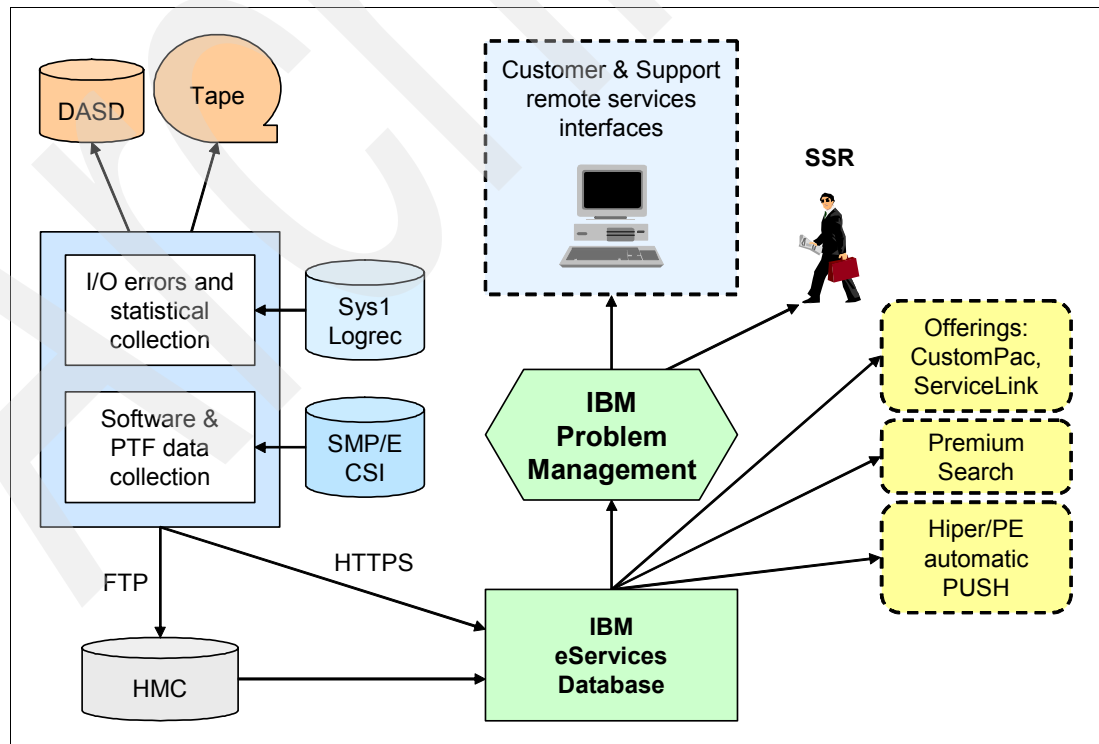 DASD
Tape
Customer & Support
remote services
interfaces
SSR
I/O errors and
statistical
collection
Sys1
Logrec
Software &
PTF data
collection
SMP/E
CSI
IBM
Problem
Management
Offerings:
CustomPac,
ServiceLink
Premium
Search
Hiper/PE
automatic
PUSH
FTP
HTTPS
HMC
IBM
eServices
Database